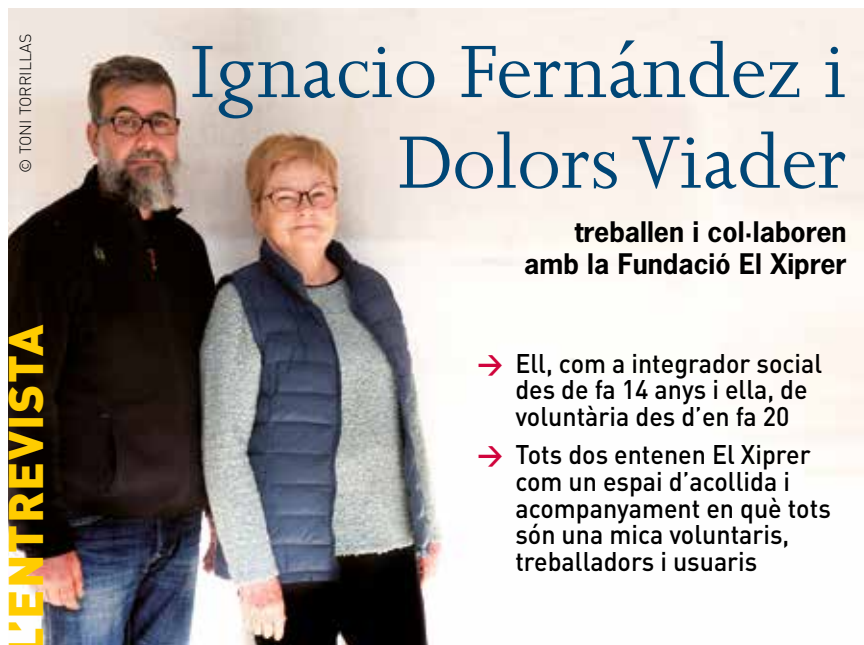 © TONI TORRILLAS
Ignacio Fernández i
Dolors Viader
treballen i col·laboren
amb la Fundació El Xiprer
→ Ell, com a integrador social
des de fa 14 anys i ella, de
voluntària des d'en fa 20
→ Tots dos entenen El Xiprer
com un espai d'acollida i
acompanyament en què tots
són una mica voluntaris,
treballadors i usuaris
L'ENTREVISTA